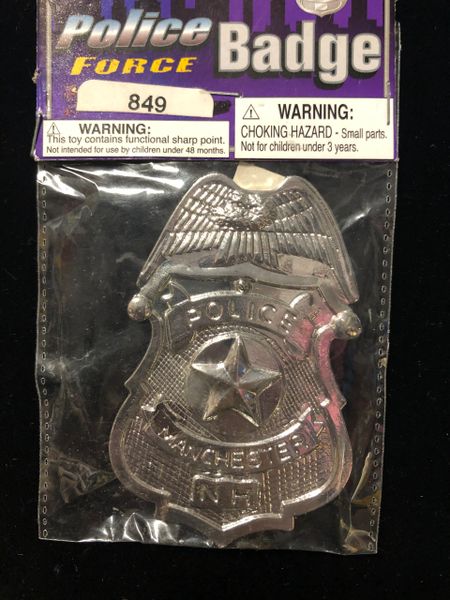 Police Badge
FORCE
849
WARNING:
This toy contains functional sharp point.
Not intended for use by children under 48 months.
WARNING:
CHOKING HAZARD - Small parts.
Not for children under 3 years.
POLICE
MANCHESTER
N H